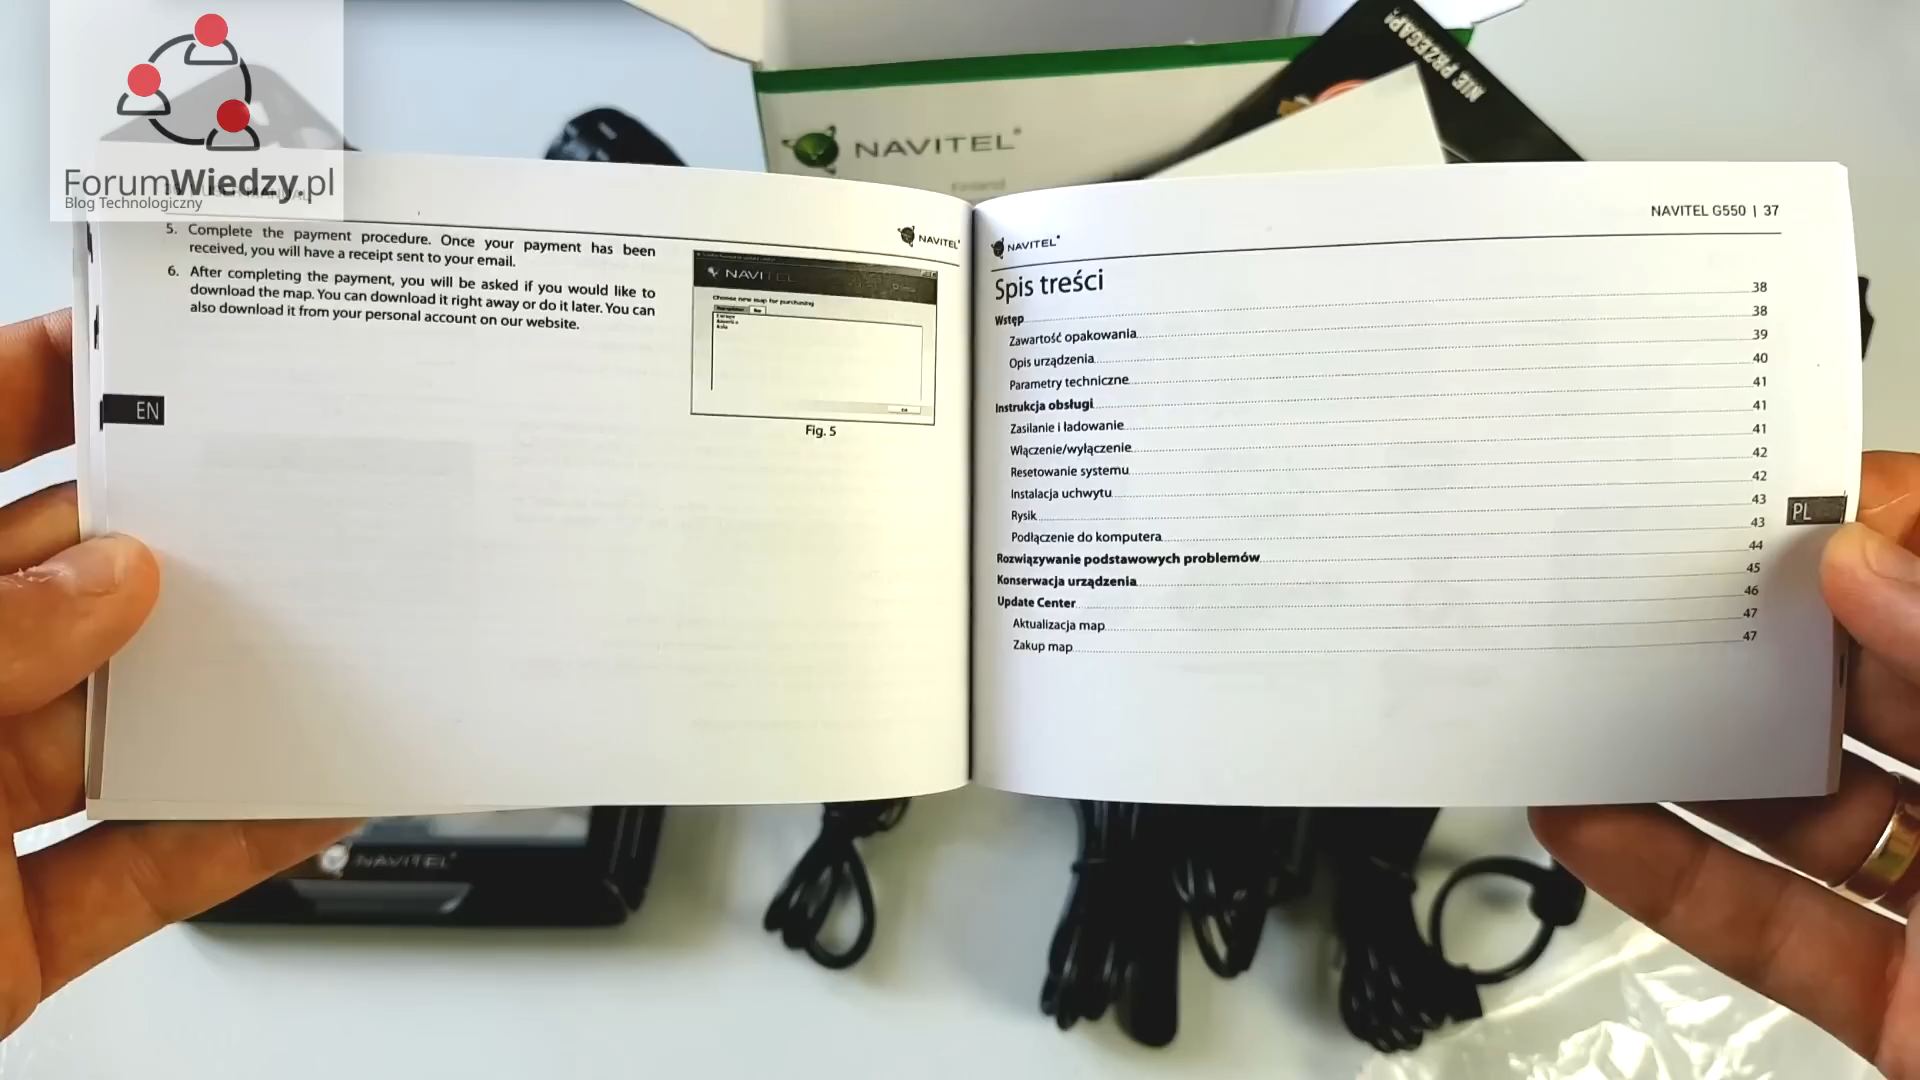 ForumWiedzy.pl
Blog Technologiczny
NIE PRZEGAP!
NAVITEL®
NAVITEL
5. Complete the payment procedure. Once your payment has been
received, you will have a receipt sent to your email.
6. After completing the payment, you will be asked if you would like to
download the map. You can download it right away or do it later. You can
also download it from your personal account on our website.
NAVITEL
Choose new map for purchasing
Fig. 5
EN
NAVITEL G550 | 37
NAVITEL
Spis treści
Wstęp 38
Zawartość opakowania 38
Opis urządzenia 39
Parametry techniczne 40
Instrukcja obsługi 41
Zasilanie i ładowanie 41
Włączenie/wyłączenie 41
Resetowanie systemu 42
Instalacja uchwytu 42
Rysik 43
Podłączenie do komputera 43
Rozwiązywanie podstawowych problemów 44
Konserwacja urządzenia 45
Update Center 46
Aktualizacja map 47
Zakup map 47
PL
NAVITEL